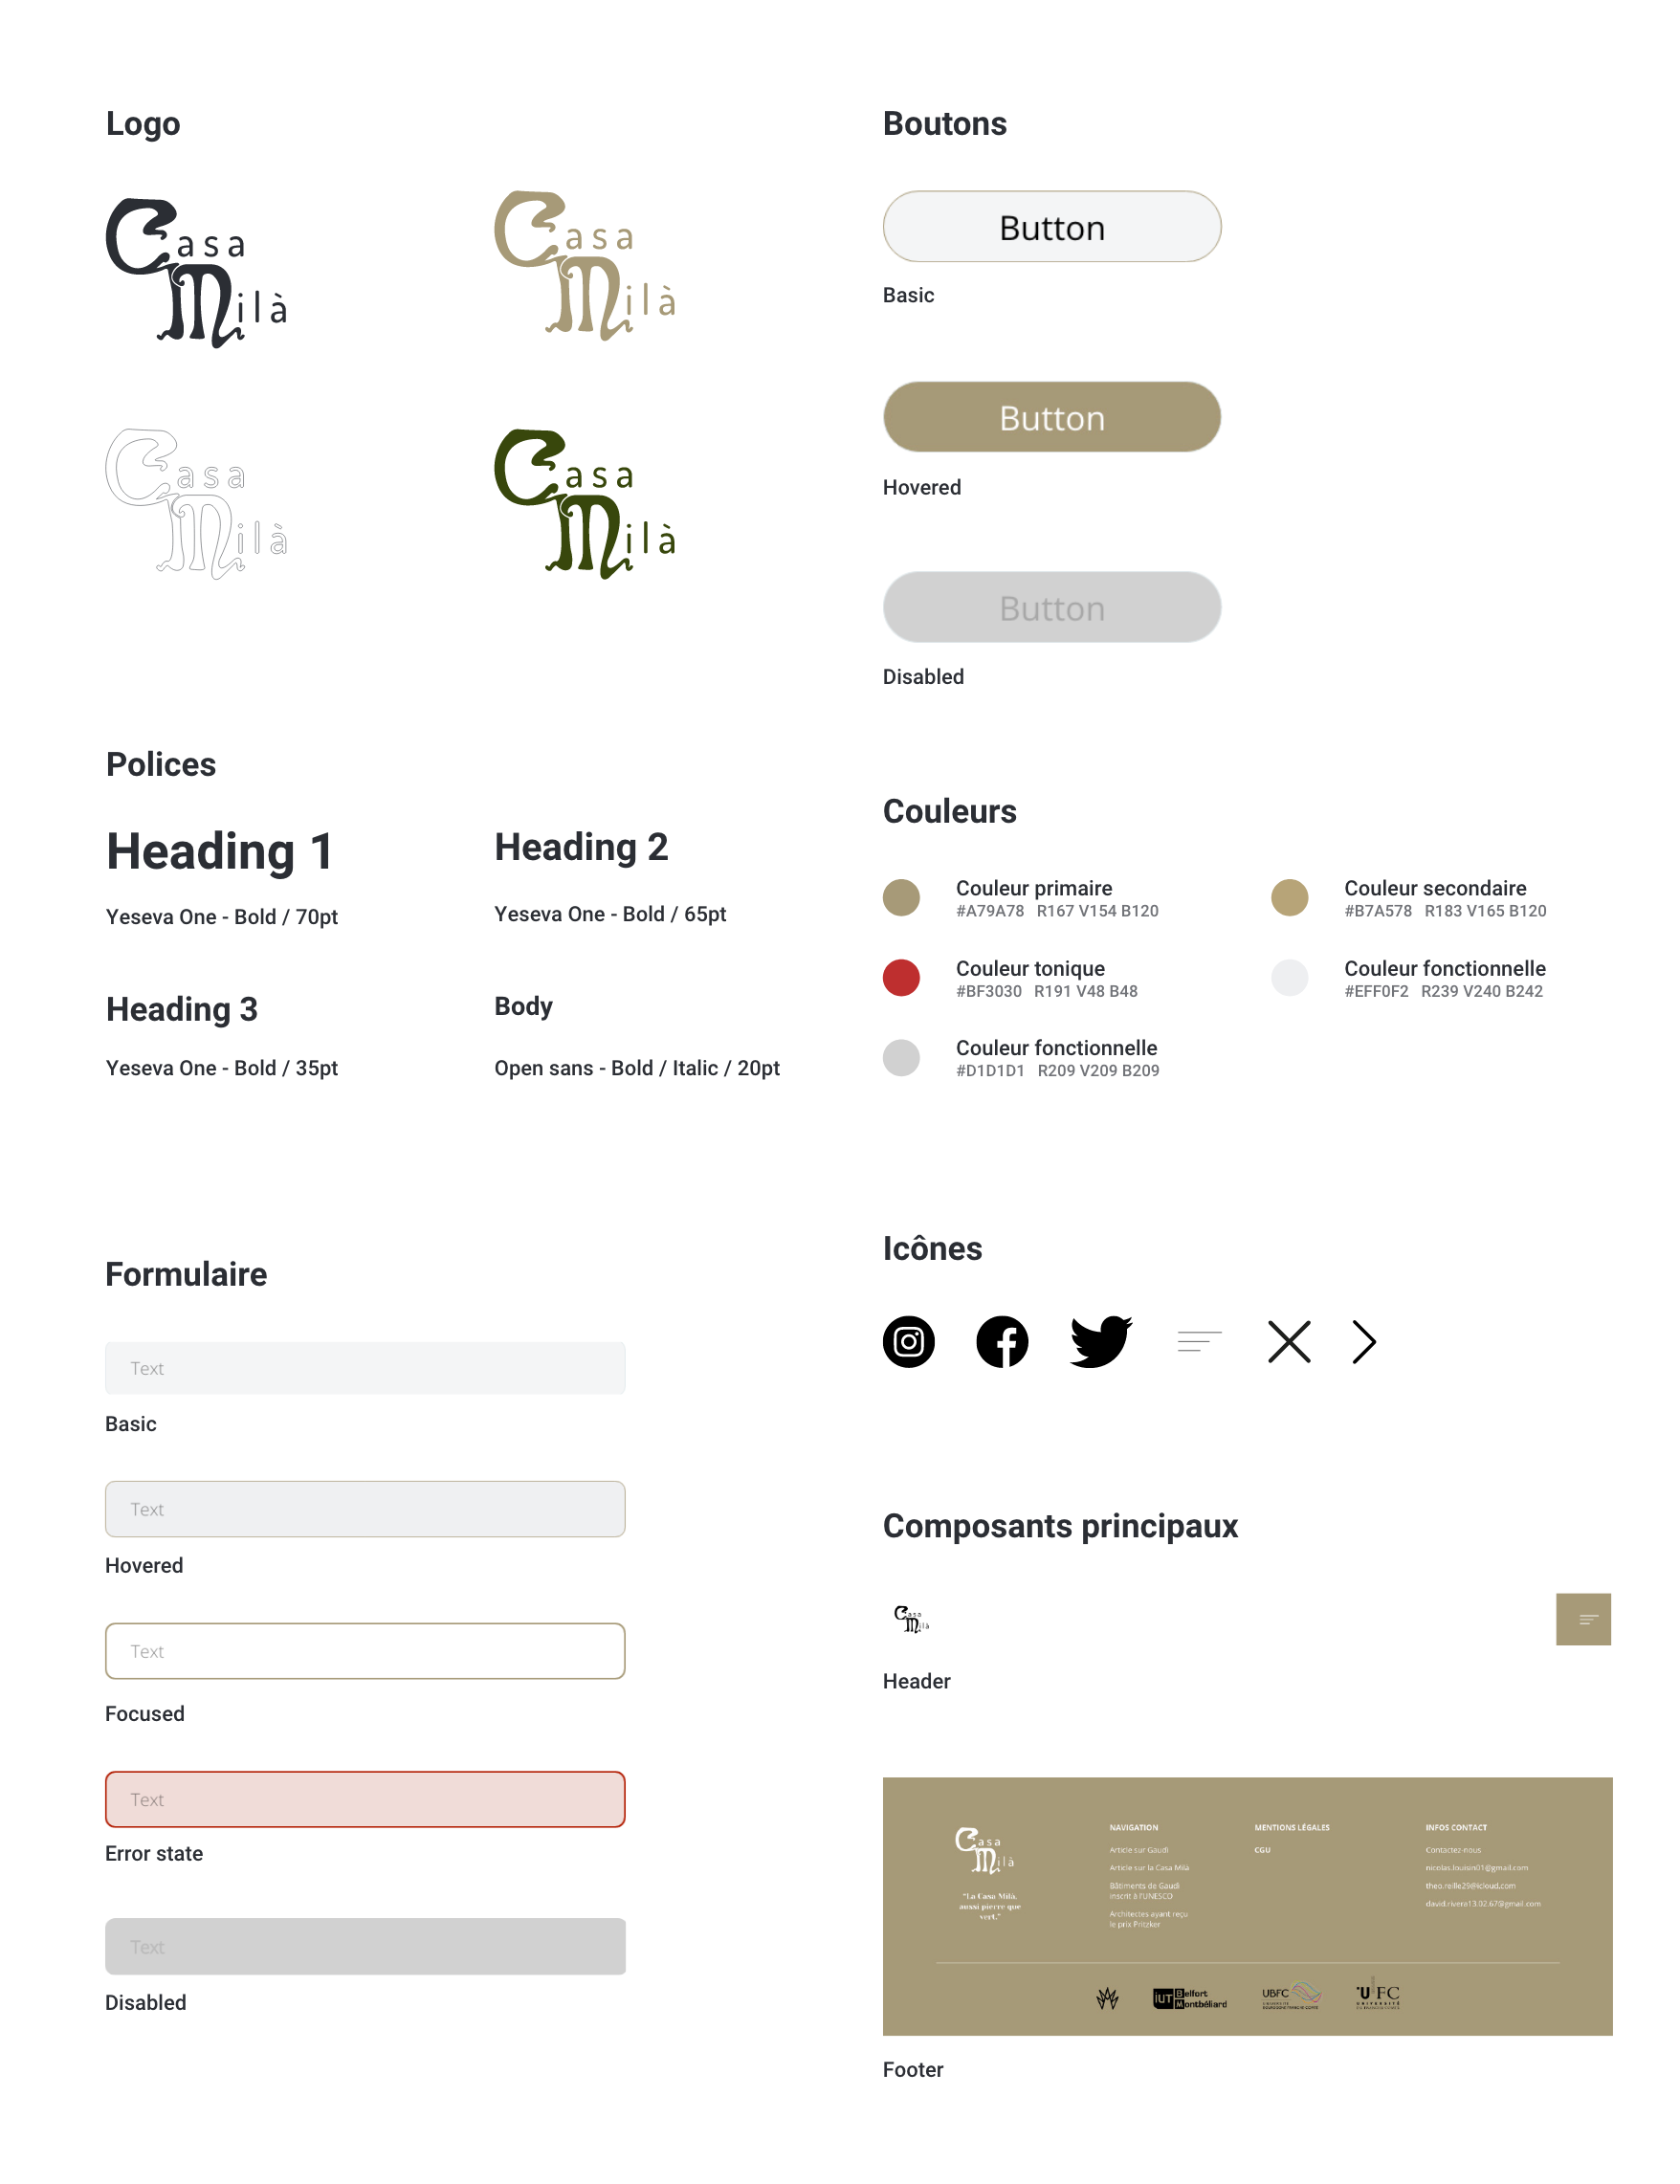 Logo
Casa
Milà
Casa
Milà
Casa
Milà
Casa
Milà
Polices
Heading 1
Yeseva One - Bold / 70pt
Heading 2
Yeseva One - Bold / 65pt
Heading 3
Yeseva One - Bold / 35pt
Body
Open sans - Bold / Italic / 20pt
Formulaire
Text
Basic
Text
Hovered
Text
Focused
Text
Error state
Text
Disabled
Boutons
Button
Basic
Button
Hovered
Button
Disabled
Couleurs
Couleur primaire
#A79A78 R167 V154 B120
Couleur secondaire
#B7A578 R183 V165 B120
Couleur tonique
#BF3030 R191 V48 B48
Couleur fonctionnelle
#EFF0F2 R239 V240 B242
Couleur fonctionnelle
#D1D1D1 R209 V209 B209
Icônes
Composants principaux
Casa
Milà
Header
Casa
Milà
"La Casa Milà,
aussi pierre que
vert."
NAVIGATION
Article sur Gaudí
Article sur la Casa Milà
Bâtiments de Gaudí
inscrit à l'UNESCO
Architectes ayant reçu
le prix Pritzker
MENTIONS LÉGALES
CGU
INFOS CONTACT
Contactez-nous
nicolas.louisin01@gmail.com
theo.reille29@icloud.com
david.rivera13.02.67@gmail.com
IUT Belfort
Montbéliard
UBFC
UFC
UNIVERSITÉ
Footer